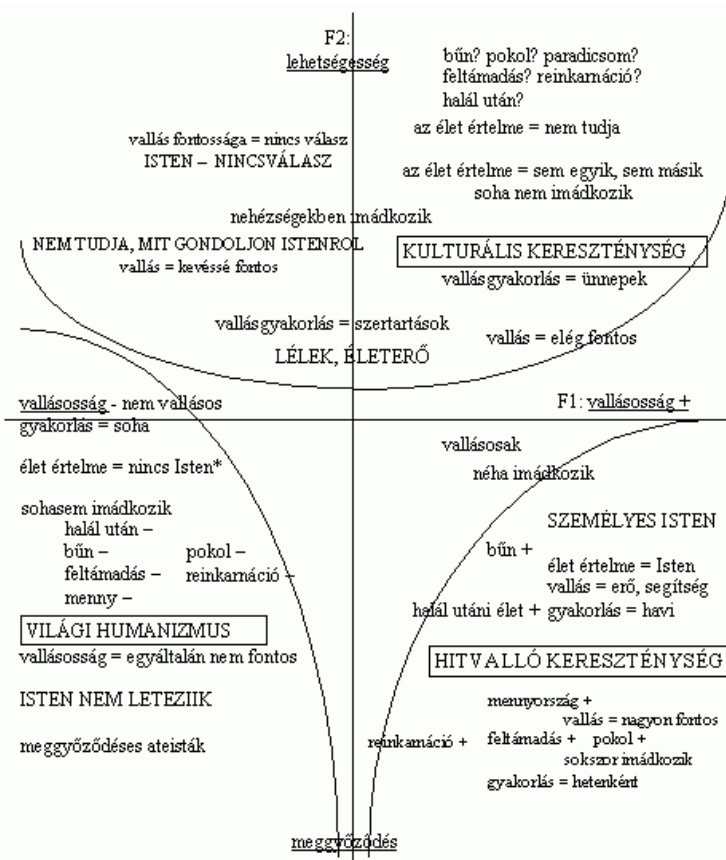 F2:
lehetségesség
bűn? pokol? paradicsom?
feltámadás? reinkarnáció?
halál után?
az élet értelme = nem tudja
vallás fontossága = nincs válasz
ISTEN – NINCSVÁLASZ
az élet értelme = sem egyik, sem másik
soha nem imádkozik
nehézségekben imádkozik
NEM TUDJA, MIT GONDOLJON ISTENROL
vallás = kevéssé fontos
KULTURÁLIS KERESZTÉNYSÉG
vallásgyakorlás = ünnepek
vallásgyakorlás = szertartások
LÉLEK, ÉLETERŐ
vallás = elég fontos
vallásosság - nem vallásos
gyakorlás = soha
F1: vallásosság +
élet értelme = nincs Isten*
sohasem imádkozik
halál után –
bűn – pokol –
feltámadás – reinkarnáció –
menny –
VILÁGI HUMANIZMUS
vallásosság = egyáltalán nem fontos
ISTEN NEM LETEZIIK
meggyőződéses ateisták
vallásosak
néha imádkozik
SZEMÉLYES ISTEN
bűn +
élet értelme = Isten
vallás = erő, segítség
halál utáni élet + gyakorlás = havi
HITVALLÓ KERESZTÉNYSÉG
mennyország +
vallás = nagyon fontos
reinkarnáció + feltámadás + pokol +
sokszor imádkozik
gyakorlás = hetenként
meggyőződés